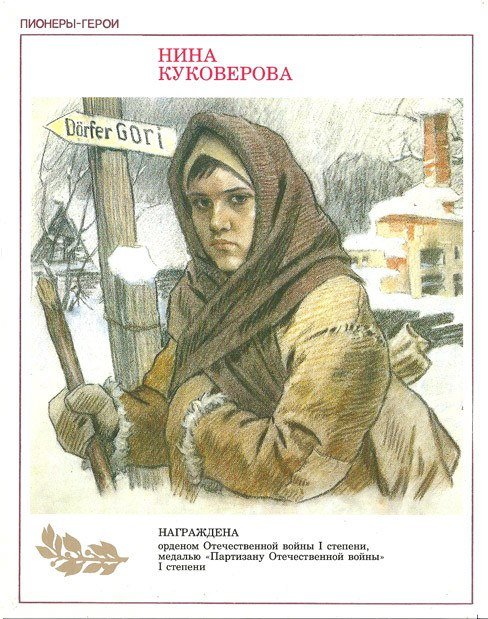 ПИОНЕРЫ-ГЕРОИ
НИНА
КУКОВЕРОВА
Dörfer GORi
НАГРАЖДЕНА
орденом Отечественной войны I степени,
медалью «Партизану Отечественной войны»
I степени